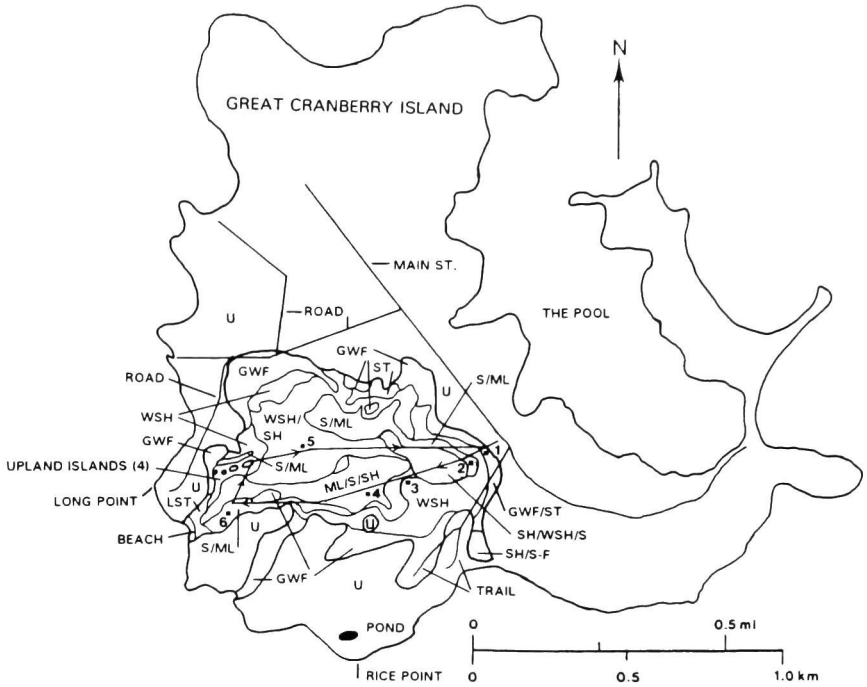 N
GREAT CRANBERRY ISLAND
MAIN ST.
THE POOL
ROAD
U
GWF
ST
GWF
U
S/ML
ROAD
WSH
WSH/
SH
S/ML
5
1
GWF
S/ML
2
UPLAND ISLANDS (4)
ML/S/SH
4
3
U
LONG POINT
LST
WSH
GWF/ST
6
U
U
SH/WSH/S
BEACH
S/ML
SH/S-F
GWF
U
TRAIL
POND
RICE POINT
0
0.5 mi
0
0.5
1.0 km